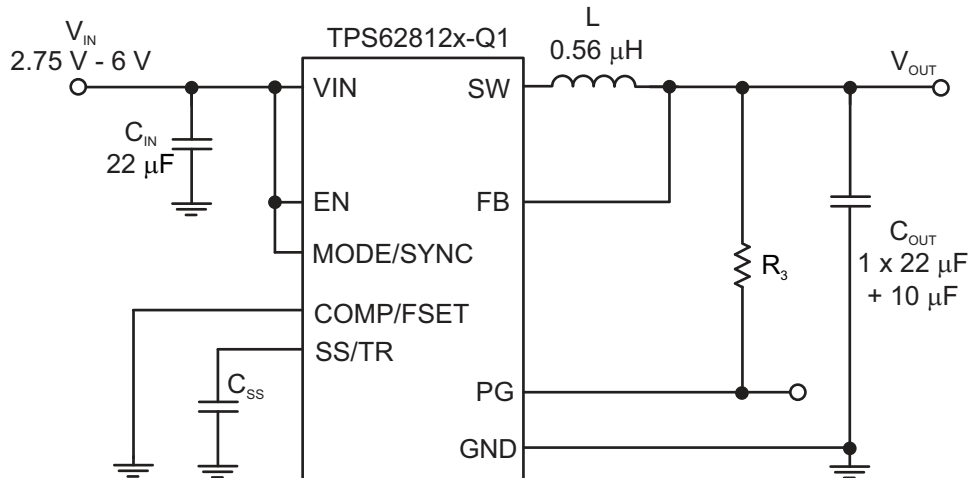 V_IN
2.75 V - 6 V
C_IN
22 μF
TPS62812x-Q1
VIN
EN
MODE/SYNC
COMP/FSET
SS/TR
C_SS
SW
FB
PG
GND
L
0.56 μH
V_OUT
R_3
C_OUT
1 x 22 μF
+ 10 μF